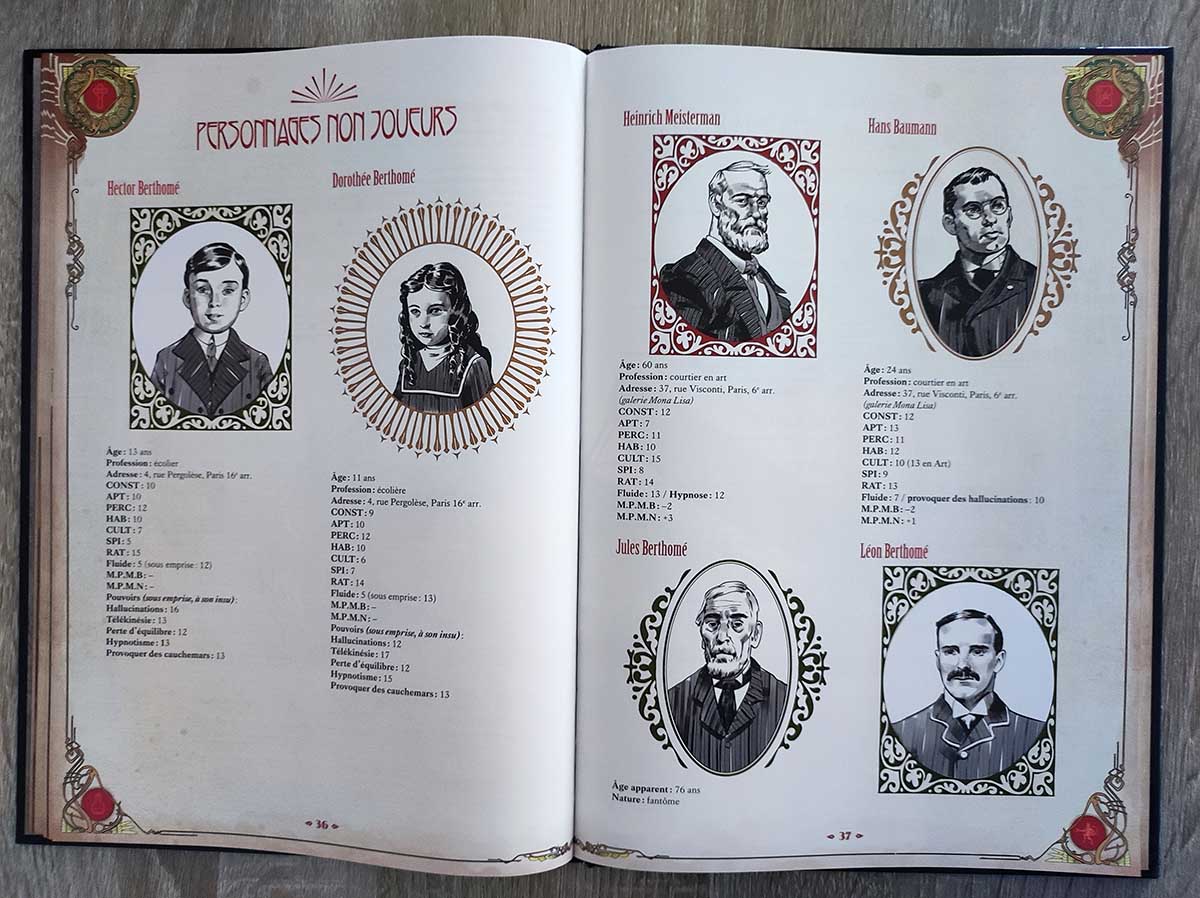 PERSONNAGES NON JOUEURS
Hector Berthomé
Âge : 13 ans
Profession : écolier
Adresse : 4, rue Pergolèse, Paris 16e arr.
CONST : 10
APT : 10
PERC : 12
HAB : 10
CULT : 7
SPI : 5
RAT : 15
Fluide : 5 (sous emprise : 12)
M.P.M.B : –
M.P.M.N : –
Pouvoirs (sous emprise, à son insu) :
Hallucinations : 16
Télékinésie : 13
Perte d'équilibre : 12
Hypnotisme : 13
Provoquer des cauchemars : 13
Dorothée Berthomé
Âge : 11 ans
Profession : écolière
Adresse : 4, rue Pergolèse, Paris 16e arr.
CONST : 9
APT : 10
PERC : 12
HAB : 10
CULT : 6
SPI : 7
RAT : 14
Fluide : 5 (sous emprise : 13)
M.P.M.B : –
M.P.M.N : –
Pouvoirs (sous emprise, à son insu) :
Hallucinations : 12
Télékinésie : 17
Perte d'équilibre : 12
Hypnotisme : 15
Provoquer des cauchemars : 13
36
Heinrich Meisterman
Âge : 60 ans
Profession : courtier en art
Adresse : 37, rue Visconti, Paris, 6e arr.
(galerie Mona Lisa)
CONST : 12
APT : 7
PERC : 11
HAB : 10
CULT : 15
SPI : 8
RAT : 14
Fluide : 13 / Hypnose : 12
M.P.M.B : –2
M.P.M.N : +3
Hans Baumann
Âge : 24 ans
Profession : courtier en art
Adresse : 37, rue Visconti, Paris, 6e arr.
(galerie Mona Lisa)
CONST : 12
APT : 13
PERC : 11
HAB : 12
CULT : 10 (13 en Art)
SPI : 9
RAT : 13
Fluide : 7 / provoquer des hallucinations : 10
M.P.M.B : –2
M.P.M.N : +1
Jules Berthomé
Âge apparent : 76 ans
Nature : fantôme
Léon Berthomé
37